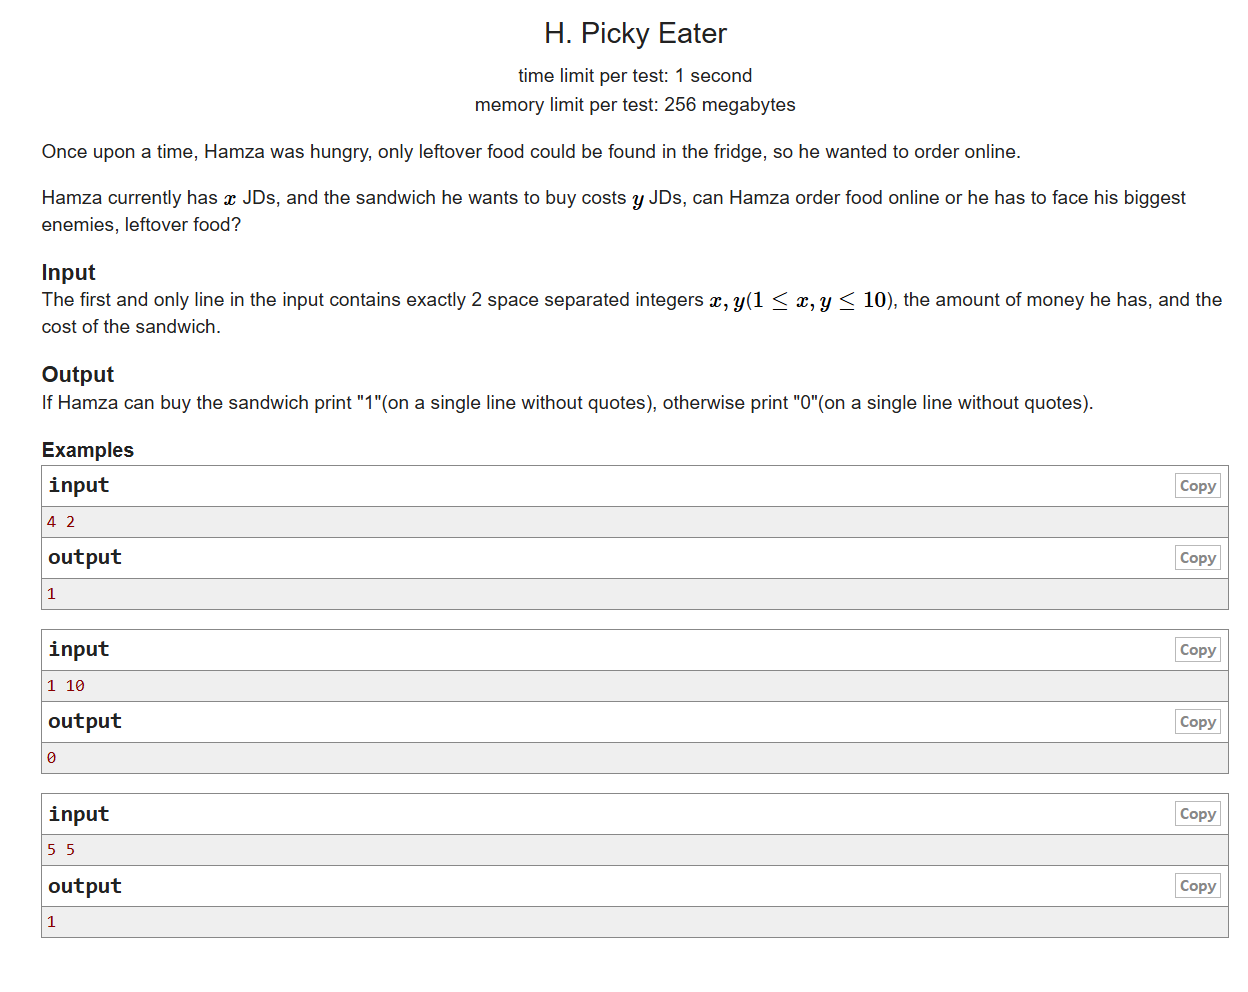 H. Picky Eater
time limit per test: 1 second
memory limit per test: 256 megabytes
Once upon a time, Hamza was hungry, only leftover food could be found in the fridge, so he wanted to order online.
Hamza currently has x JDs, and the sandwich he wants to buy costs y JDs, can Hamza order food online or he has to face his biggest
enemies, leftover food?
Input
The first and only line in the input contains exactly 2 space separated integers x, y(1 ≤ x, y ≤ 10), the amount of money he has, and the
cost of the sandwich.
Output
If Hamza can buy the sandwich print "1"(on a single line without quotes), otherwise print "0"(on a single line without quotes).
Examples
input Copy
4 2
output Copy
1
input Copy
1 10
output Copy
0
input Copy
5 5
output Copy
1